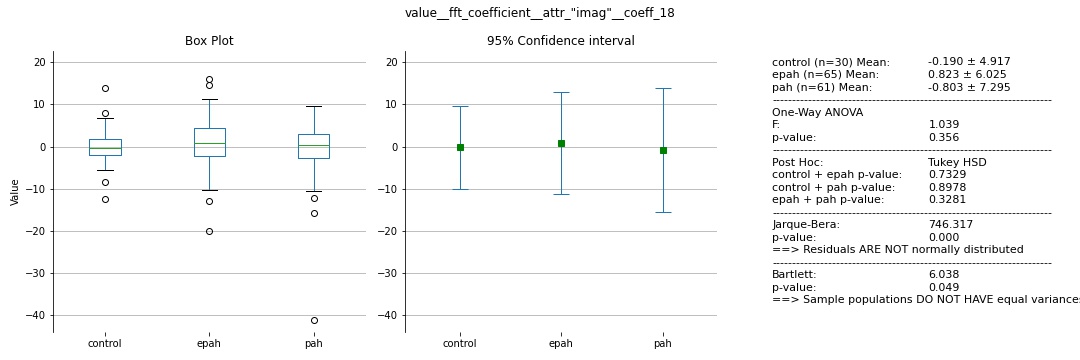 value__fft_coefficient__attr_"imag"__coeff_18
Box Plot
Value
20
10
0
−10
−20
−30
−40
control epah pah
95% Confidence interval
20
10
0
−10
−20
−30
−40
control epah pah
control (n=30) Mean: -0.190 ± 4.917
epah (n=65) Mean: 0.823 ± 6.025
pah (n=61) Mean: -0.803 ± 7.295
One-Way ANOVA
F: 1.039
p-value: 0.356
Post Hoc: Tukey HSD
control + epah p-value: 0.7329
control + pah p-value: 0.8978
epah + pah p-value: 0.3281
Jarque-Bera: 746.317
p-value: 0.000
==> Residuals ARE NOT normally distributed
Bartlett: 6.038
p-value: 0.049
==> Sample populations DO NOT HAVE equal variances